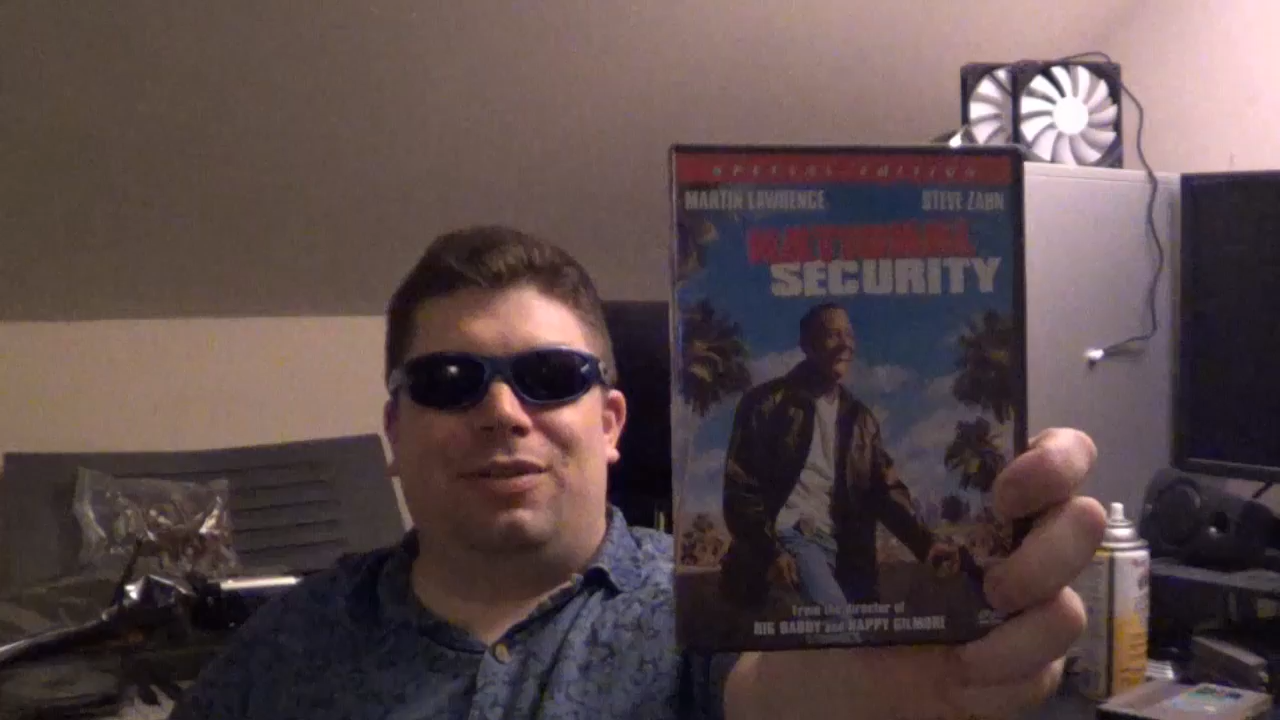 SPECIAL EDITION
MARTIN LAWRENCE STEVE ZAHN
NATIONAL
SECURITY
From the director of
BIG DADDY and HAPPY GILMORE